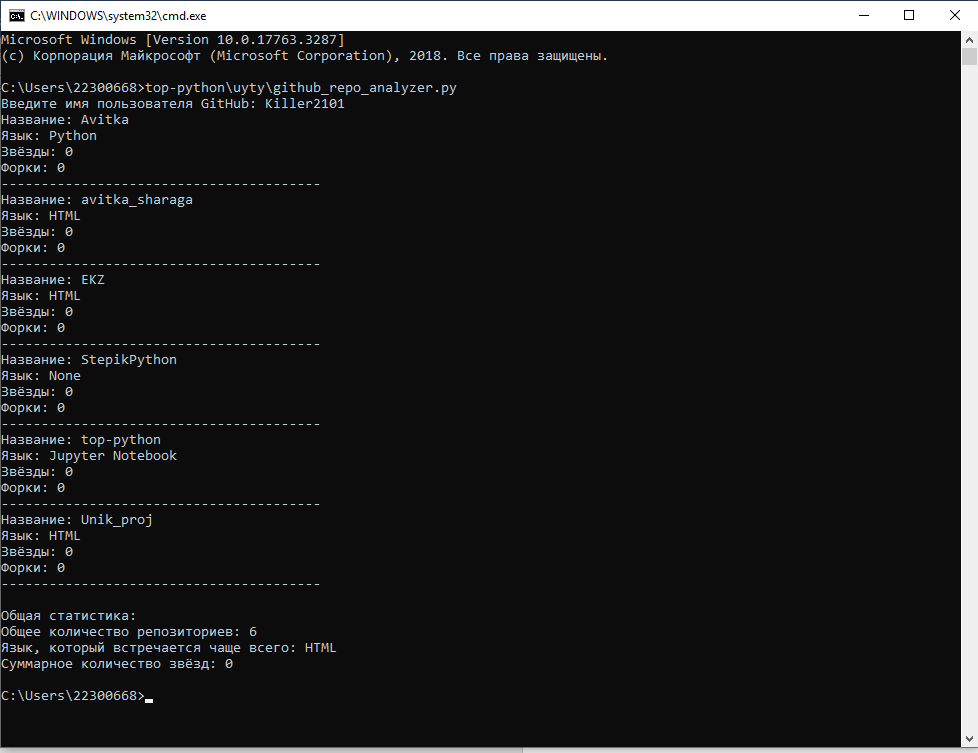 C:\WINDOWS\system32\cmd.exe
Microsoft Windows [Version 10.0.17763.3287]
(c) Корпорация Майкрософт (Microsoft Corporation), 2018. Все права защищены.
C:\Users\22300668>top-python\uyty\github_repo_analyzer.py
Введите имя пользователя GitHub: Killer2101
Название: Avitka
Язык: Python
Звёзды: 0
Форки: 0
----------------------------------------
Название: avitka_sharaga
Язык: HTML
Звёзды: 0
Форки: 0
----------------------------------------
Название: EKZ
Язык: HTML
Звёзды: 0
Форки: 0
----------------------------------------
Название: StepikPython
Язык: None
Звёзды: 0
Форки: 0
----------------------------------------
Название: top-python
Язык: Jupyter Notebook
Звёзды: 0
Форки: 0
----------------------------------------
Название: Unik_proj
Язык: HTML
Звёзды: 0
Форки: 0
----------------------------------------
Общая статистика:
Общее количество репозиториев: 6
Язык, который встречается чаще всего: HTML
Суммарное количество звёзд: 0
C:\Users\22300668>